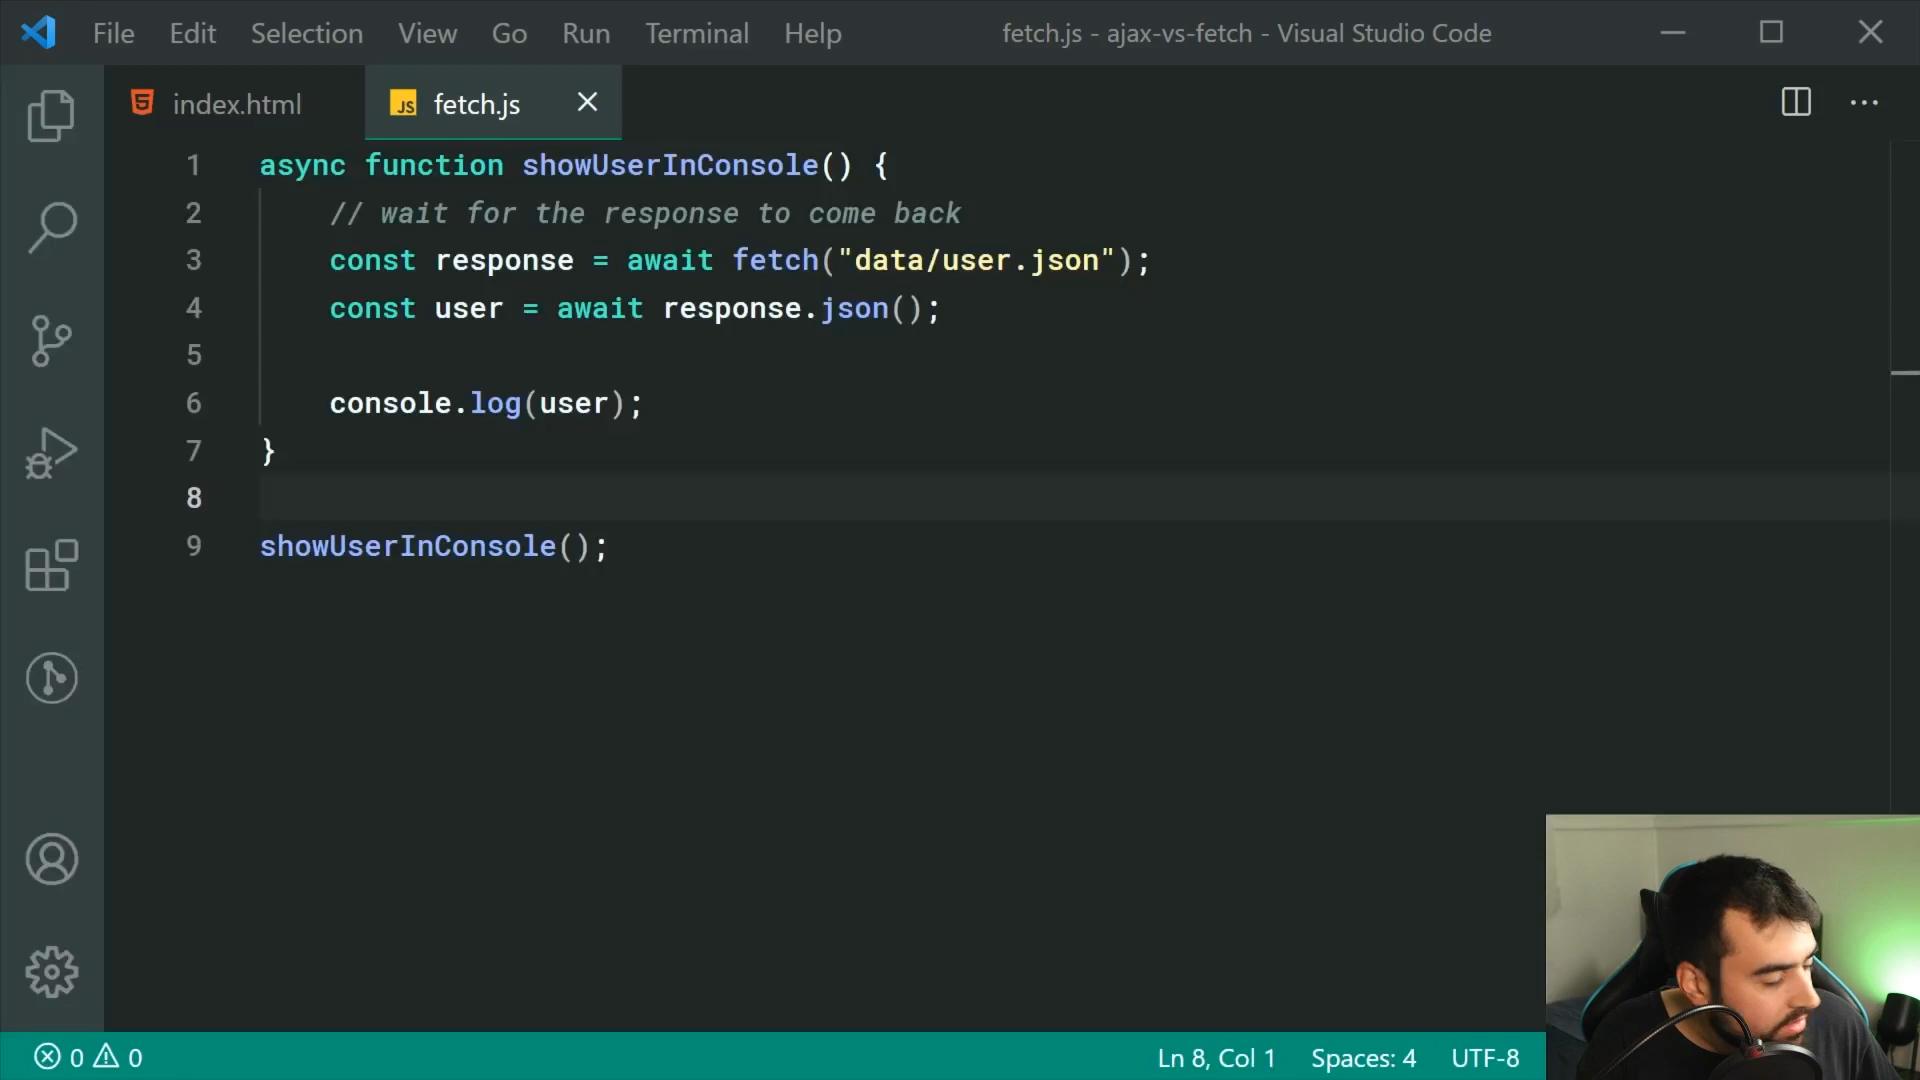 File Edit Selection View Go Run Terminal Help fetch.js - ajax-vs-fetch - Visual Studio Code
index.html JS fetch.js
1 async function showUserInConsole() {
2 // wait for the response to come back
3 const response = await fetch("data/user.json");
4 const user = await response.json();
5
6 console.log(user);
7 }
8
9 showUserInConsole();
0 0 Ln 8, Col 1 Spaces: 4 UTF-8